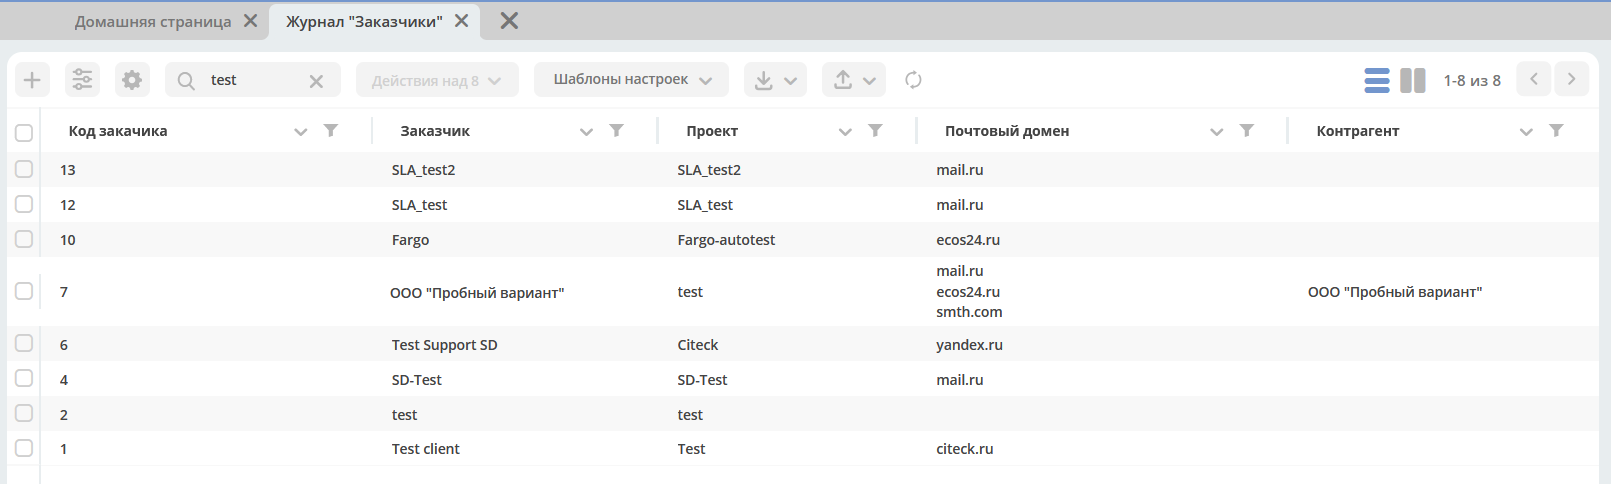 Домашняя страница Журнал "Заказчики"
test Действия над 8 Шаблоны настроек 1-8 из 8
Код закачика Заказчик Проект Почтовый домен Контрагент
13 SLA_test2 SLA_test2 mail.ru
12 SLA_test SLA_test mail.ru
10 Fargo Fargo-autotest ecos24.ru
mail.ru
7 ООО "Пробный вариант" test ecos24.ru ООО "Пробный вариант"
smth.com
6 Test Support SD Citeck yandex.ru
4 SD-Test SD-Test mail.ru
2 test test
1 Test client Test citeck.ru